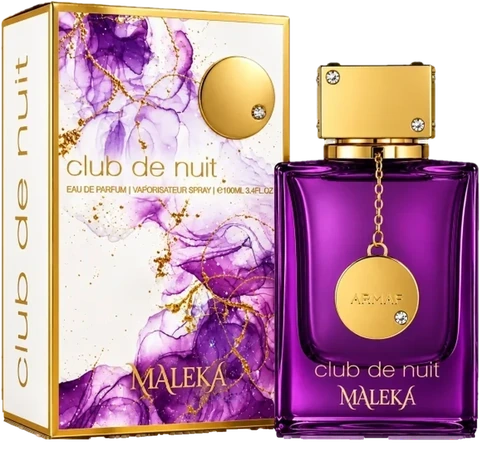 club de nuit
club de nuit
EAU DE PARFUM | VAPORISATEUR SPRAY | ℮100ML 3.4FL.OZ
MALEKA
ARMAF
club de nuit
MALEKA